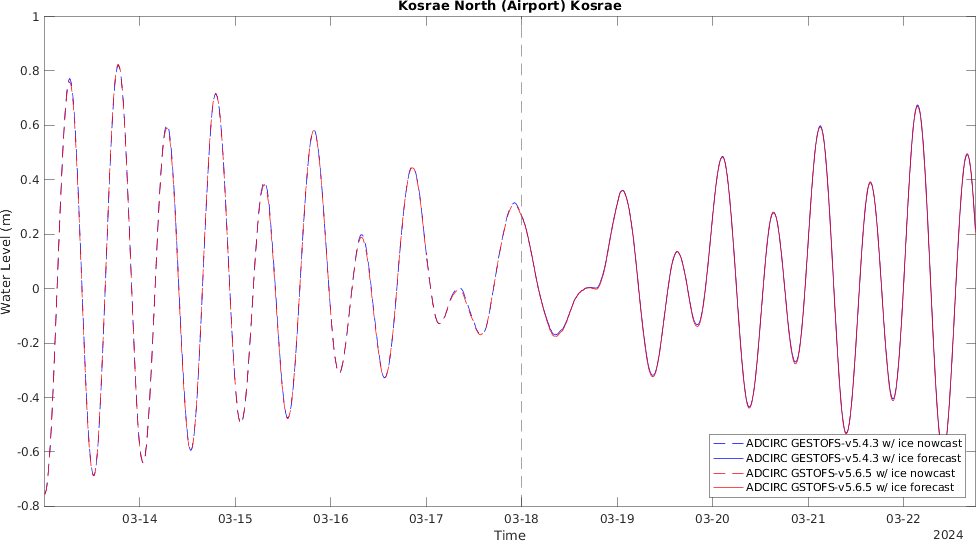 Kosrae North (Airport) Kosrae
Water Level (m)
1
0.8
0.6
0.4
0.2
0
-0.2
-0.4
-0.6
-0.8
ADCIRC GESTOFS-v5.4.3 w/ ice nowcast
ADCIRC GESTOFS-v5.4.3 w/ ice forecast
ADCIRC GSTOFS-v5.6.5 w/ ice nowcast
ADCIRC GSTOFS-v5.6.5 w/ ice forecast
03-14 03-15 03-16 03-17 03-18 03-19 03-20 03-21 03-22
Time
2024